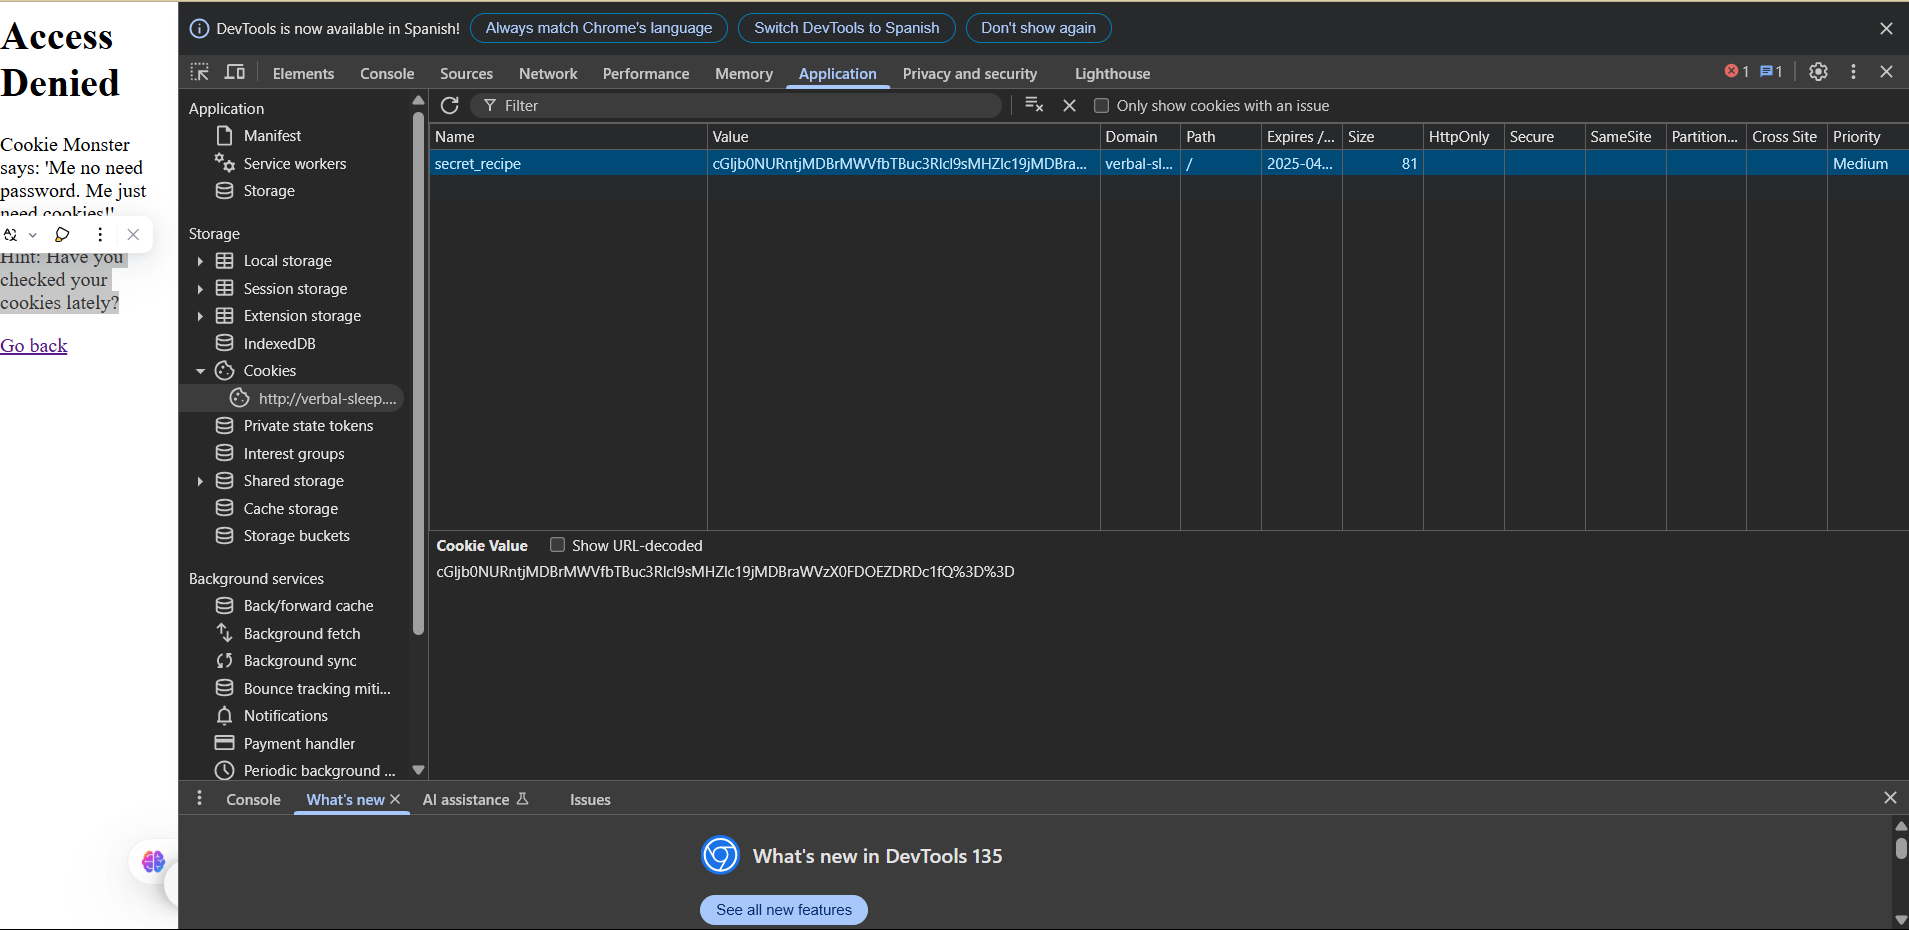 Access
Denied
Cookie Monster
says: 'Me no need
password. Me just
need cookies!'
Hint: Have you
checked your
cookies lately?
Go back
DevTools is now available in Spanish! Always match Chrome's language Switch DevTools to Spanish Don't show again
Elements Console Sources Network Performance Memory Application Privacy and security Lighthouse 1 1
Application
Manifest
Service workers
Storage
Storage
Local storage
Session storage
Extension storage
IndexedDB
Cookies
http://verbal-sleep....
Private state tokens
Interest groups
Shared storage
Cache storage
Storage buckets
Background services
Back/forward cache
Background fetch
Background sync
Bounce tracking miti...
Notifications
Payment handler
Periodic background ...
Filter Only show cookies with an issue
Name Value Domain Path Expires /... Size HttpOnly Secure SameSite Partition... Cross Site Priority
secret_recipe cGljb0NURntjMDBrMWVfbTBuc3Rlcl9sMHZlc19jMDBra... verbal-sl... / 2025-04... 81 Medium
Cookie Value Show URL-decoded
cGljb0NURntjMDBrMWVfbTBuc3Rlcl9sMHZlc19jMDBraWVzX0FDOEZDRDc1fQ%3D%3D
Console What's new AI assistance Issues
What's new in DevTools 135
See all new features